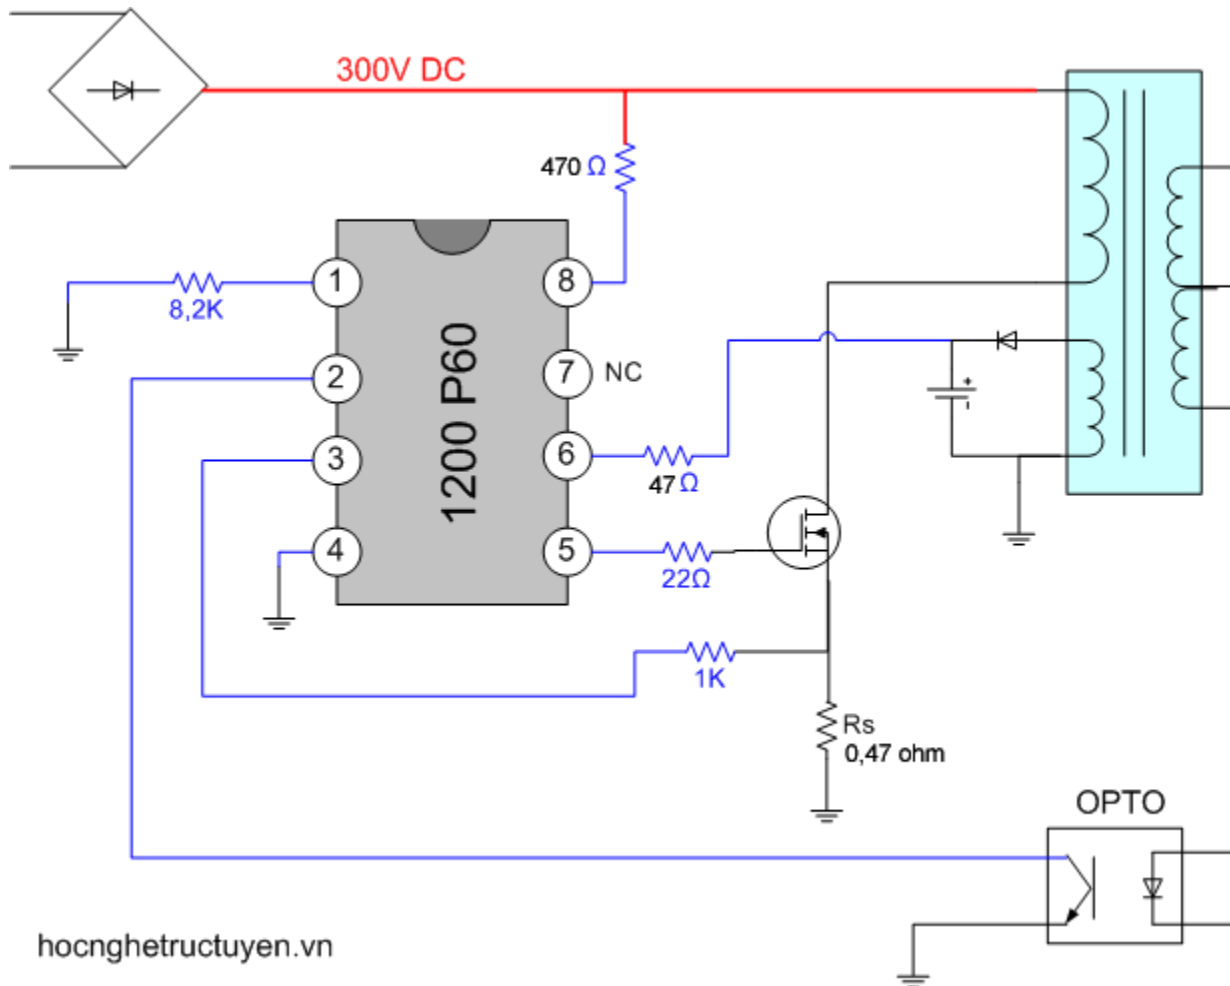 300V DC
470 Ω
8,2K
1
8
2
7
NC
1200 P60
3
6
47 Ω
4
5
22Ω
1K
Rs
0,47 ohm
OPTO
+
-
hocnghetructuyen.vn